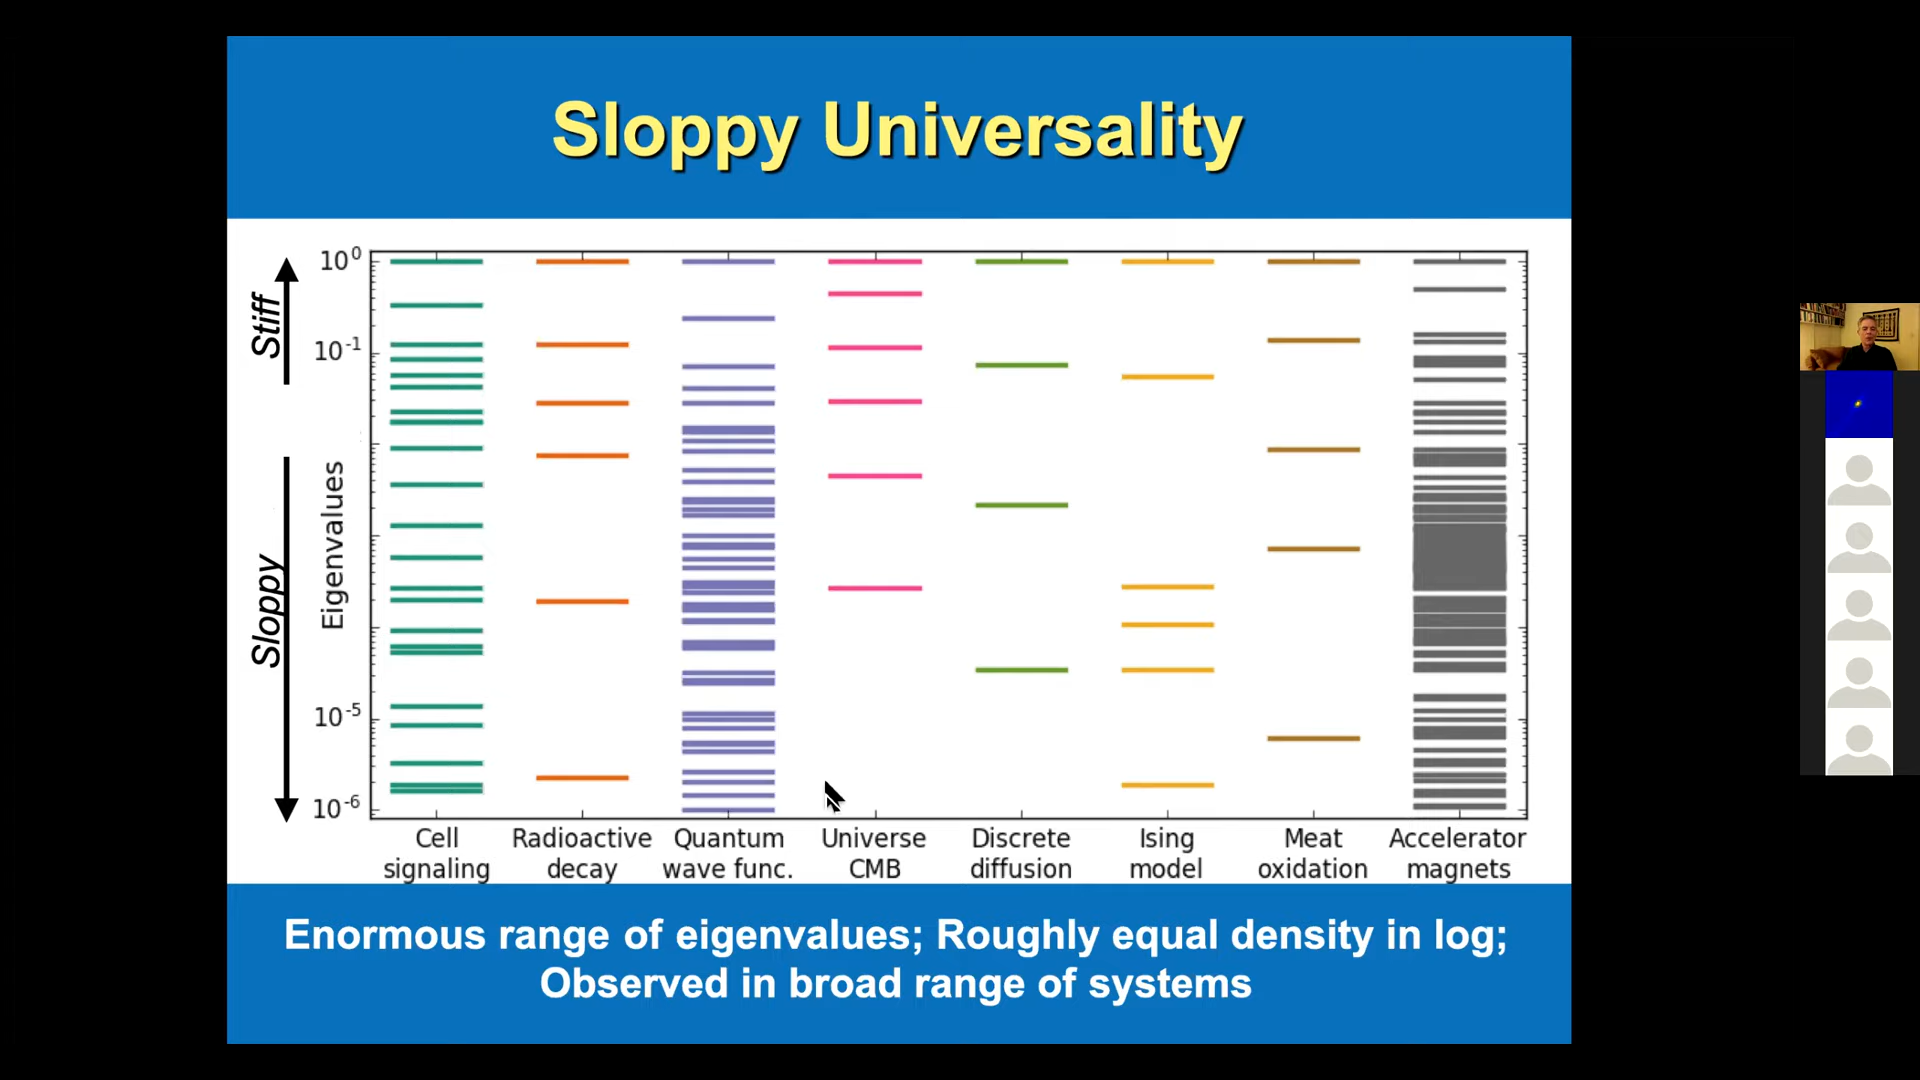 Sloppy Universality
Stiff
Sloppy
Eigenvalues
10^0
10^-1
10^-5
10^-6
Cell signaling
Radioactive decay
Quantum wave func.
Universe CMB
Discrete diffusion
Ising model
Meat oxidation
Accelerator magnets
Enormous range of eigenvalues; Roughly equal density in log;
Observed in broad range of systems